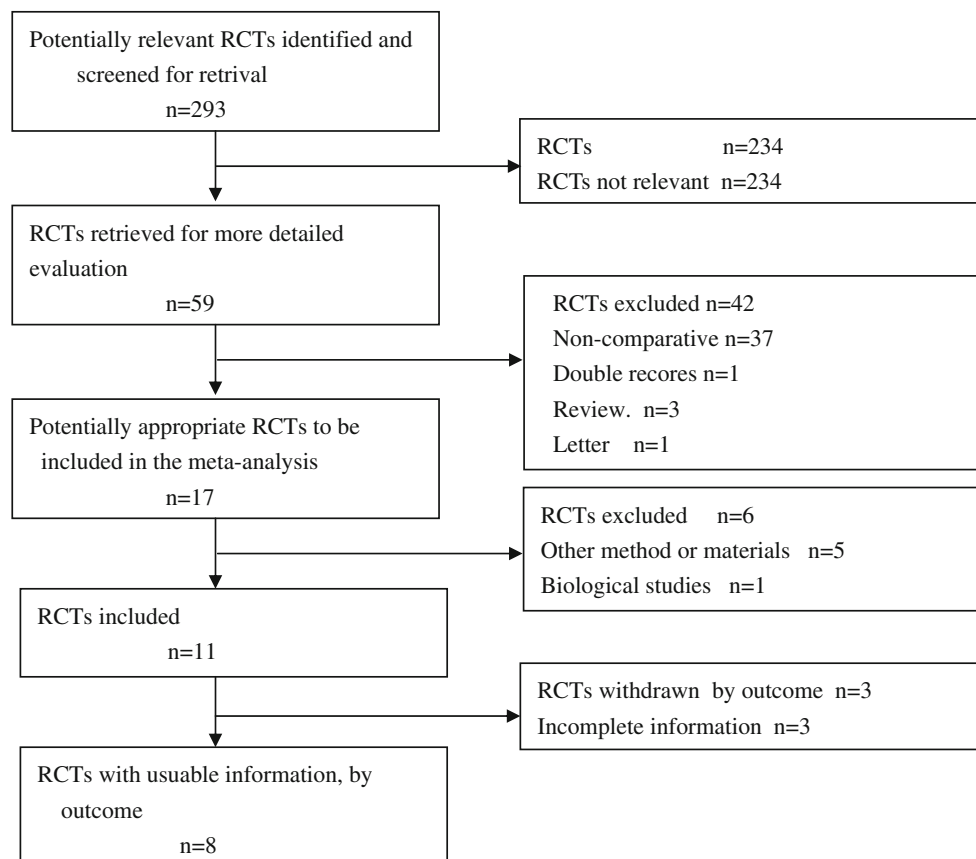 Potentially relevant RCTs identified and
screened for retrival
n=293
RCTs n=234
RCTs not relevant n=234
RCTs retrieved for more detailed
evaluation
n=59
RCTs excluded n=42
Non-comparative n=37
Double recores n=1
Review. n=3
Letter n=1
Potentially appropriate RCTs to be
included in the meta-analysis
n=17
RCTs excluded n=6
Other method or materials n=5
Biological studies n=1
RCTs included
n=11
RCTs withdrawn by outcome n=3
Incomplete information n=3
RCTs with usuable information, by
outcome
n=8